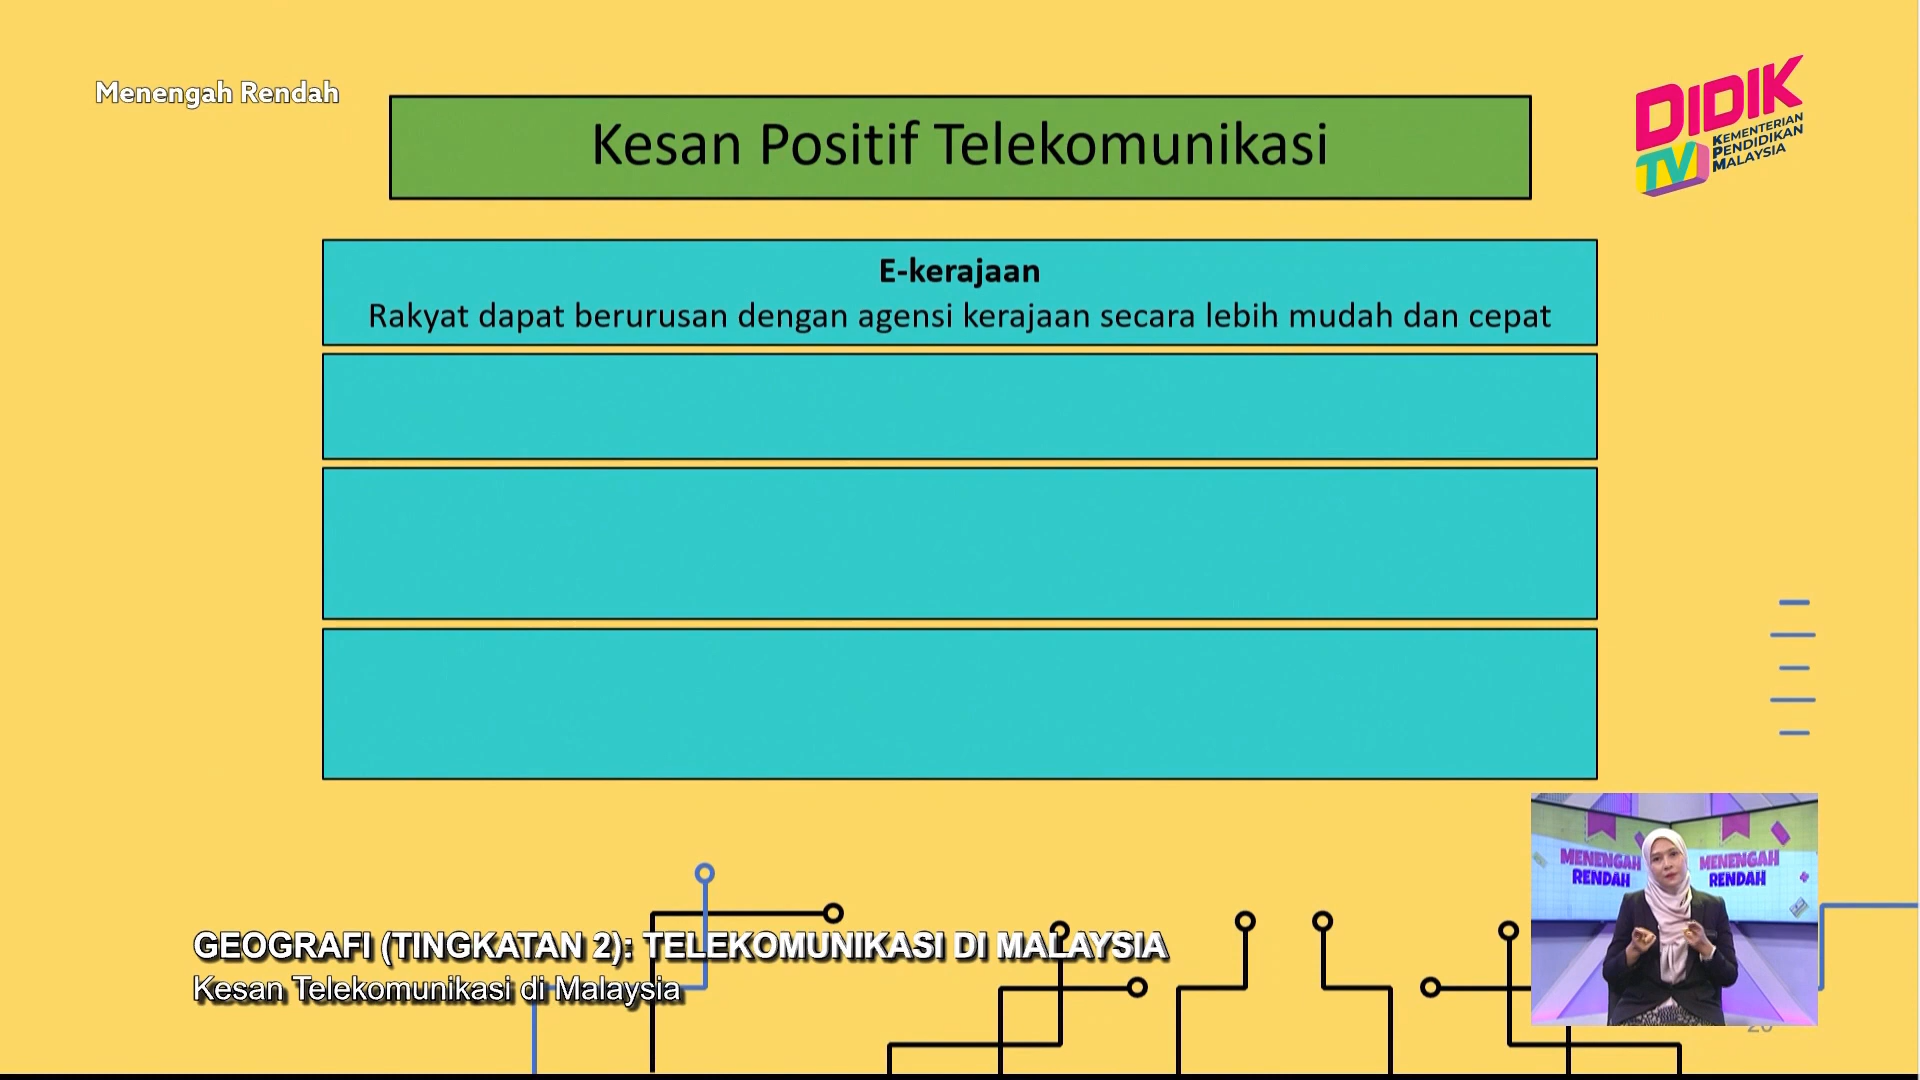 Menengah Rendah
Kesan Positif Telekomunikasi
DIDIK
TV
KEMENTERIAN
PENDIDIKAN
MALAYSIA
E-kerajaan
Rakyat dapat berurusan dengan agensi kerajaan secara lebih mudah dan cepat
MENENGAH
RENDAH
MENENGAH
RENDAH
GEOGRAFI (TINGKATAN 2): TELEKOMUNIKASI DI MALAYSIA
Kesan Telekomunikasi di Malaysia